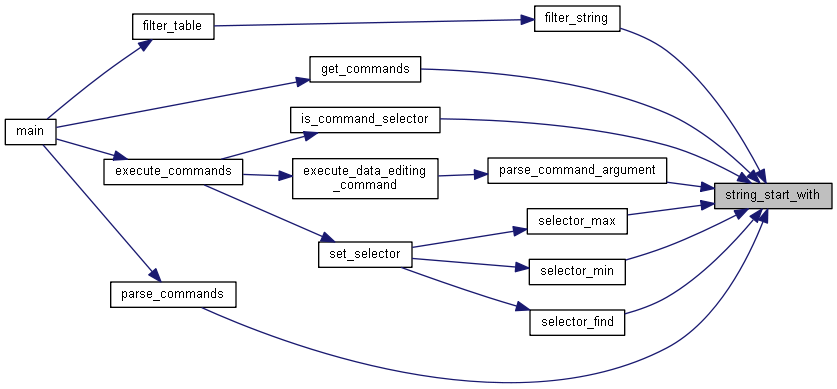 filter_string
filter_table
get_commands
is_command_selector
main
execute_commands
execute_data_editing
_command
parse_command_argument
string_start_with
selector_max
set_selector
selector_min
parse_commands
selector_find